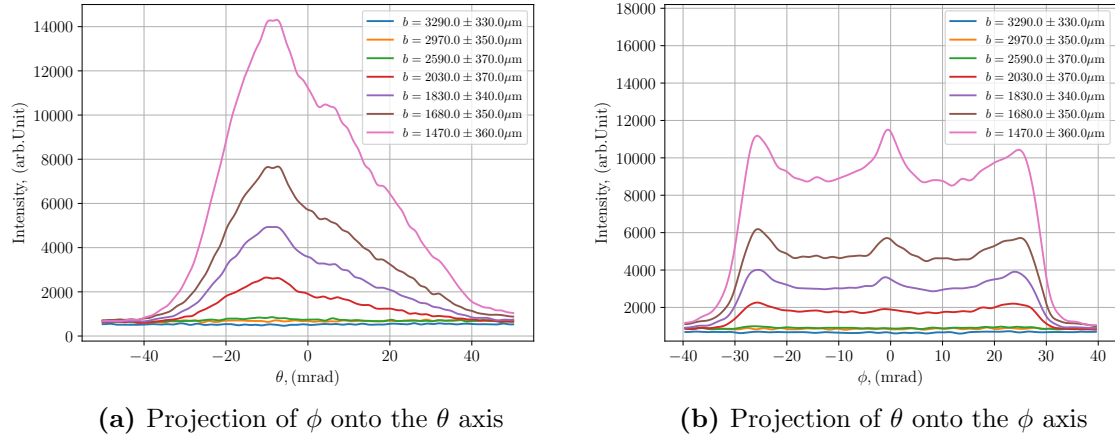 14000
12000
10000
8000
6000
4000
2000
0
Intensity, (arb.Unit)
−40 −20 0 20 40
θ, (mrad)
b = 3290.0 ± 330.0μm
b = 2970.0 ± 350.0μm
b = 2590.0 ± 370.0μm
b = 2030.0 ± 370.0μm
b = 1830.0 ± 340.0μm
b = 1680.0 ± 350.0μm
b = 1470.0 ± 360.0μm
(a) Projection of ϕ onto the θ axis
18000
16000
14000
12000
10000
8000
6000
4000
2000
Intensity, (arb.Unit)
−40 −30 −20 −10 0 10 20 30 40
ϕ, (mrad)
b = 3290.0 ± 330.0μm
b = 2970.0 ± 350.0μm
b = 2590.0 ± 370.0μm
b = 2030.0 ± 370.0μm
b = 1830.0 ± 340.0μm
b = 1680.0 ± 350.0μm
b = 1470.0 ± 360.0μm
(b) Projection of θ onto the ϕ axis